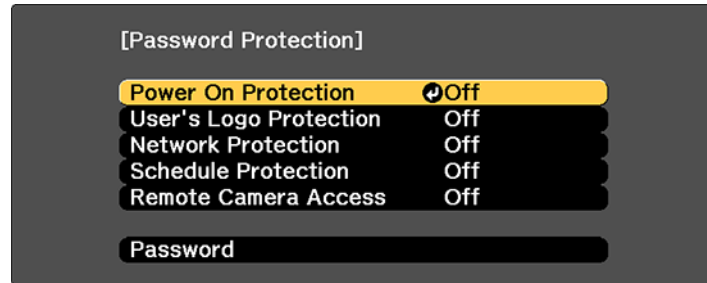 [Password Protection]
Power On Protection Off
User's Logo Protection Off
Network Protection Off
Schedule Protection Off
Remote Camera Access Off
Password